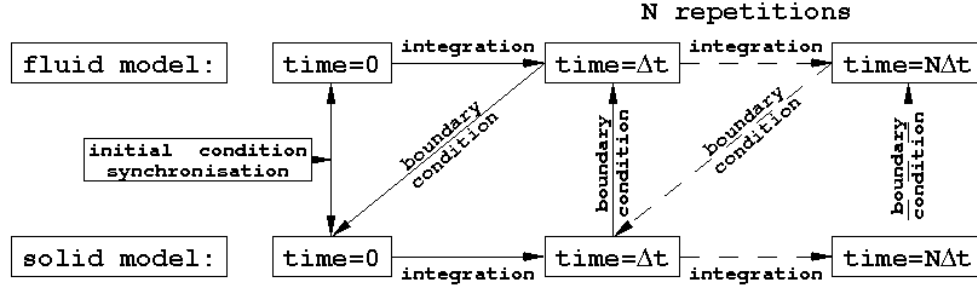 N repetitions
fluid model:
time=0
integration
time=Δt
integration
time=NΔt
boundary
condition
boundary
condition
boundary
condition
boundary
condition
initial condition
synchronisation
solid model:
time=0
integration
time=Δt
integration
time=NΔt